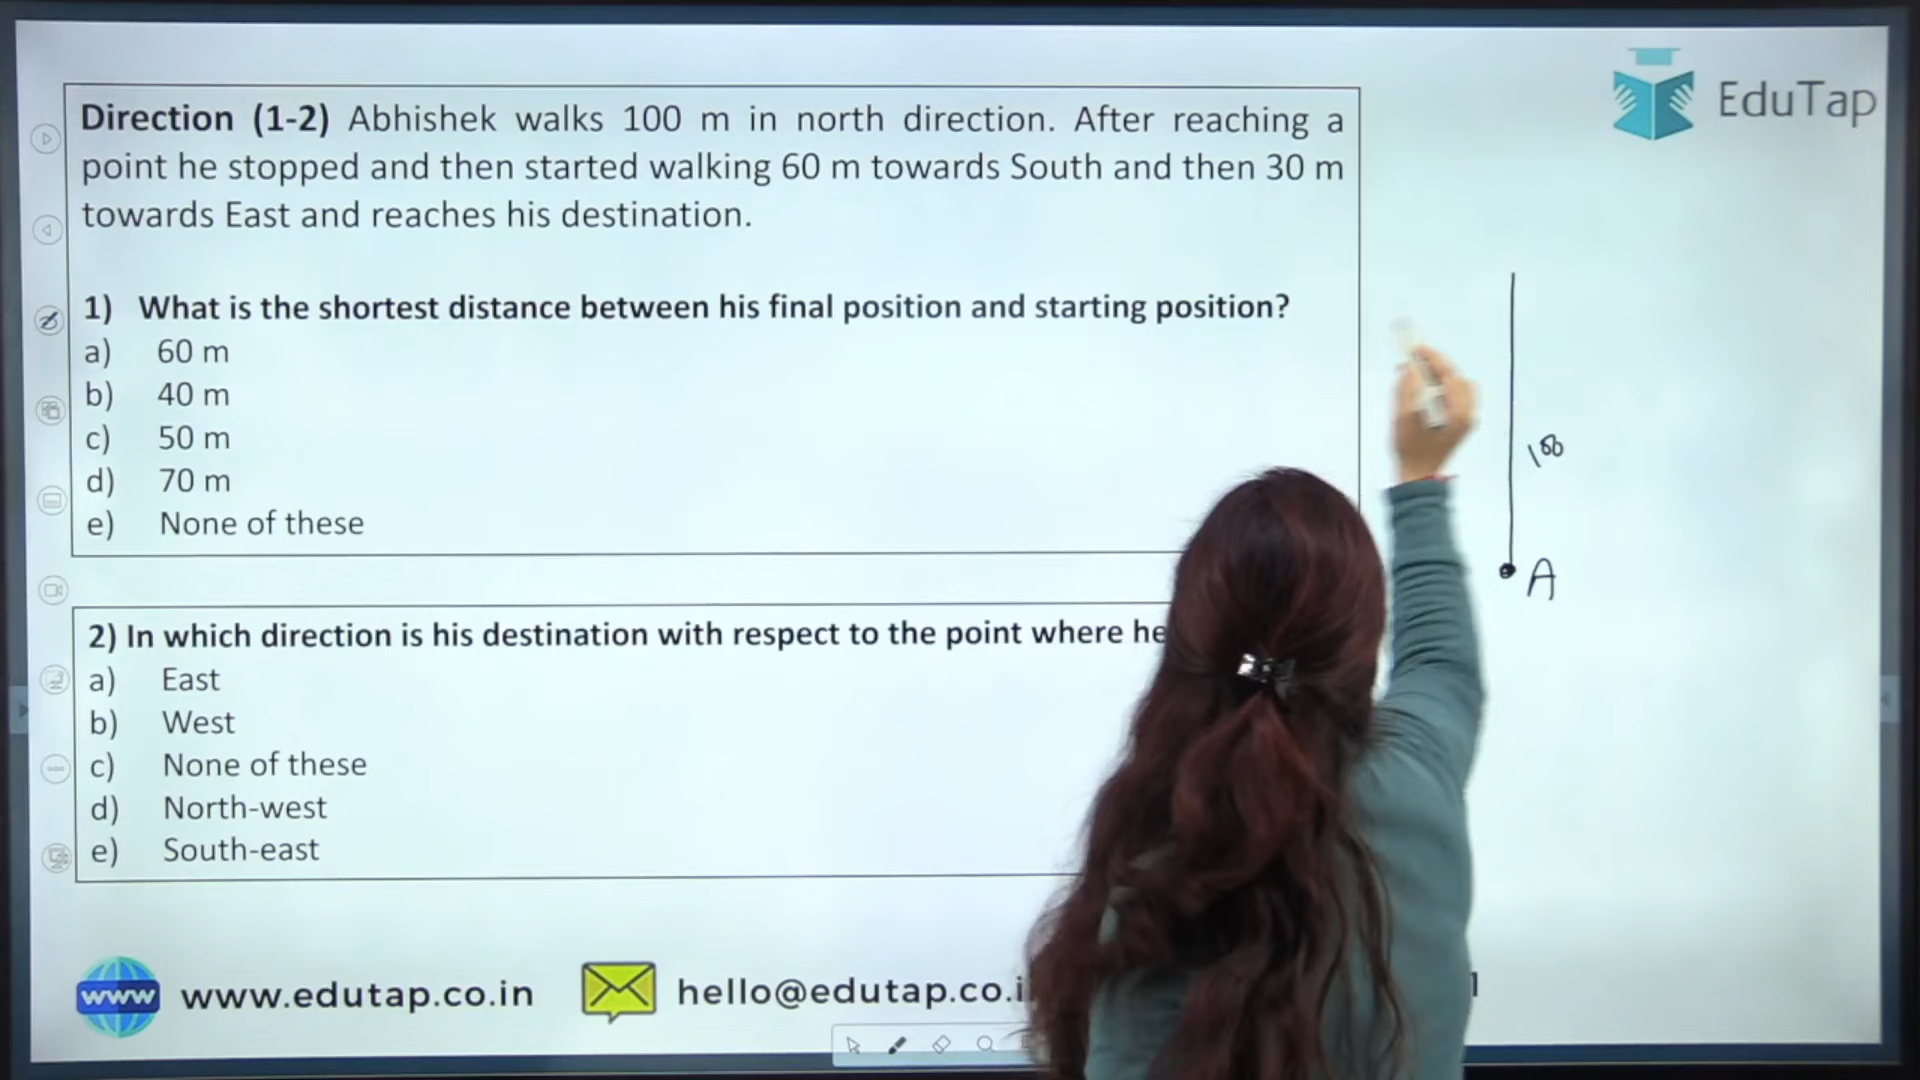 EduTap
Direction (1-2) Abhishek walks 100 m in north direction. After reaching a
point he stopped and then started walking 60 m towards South and then 30 m
towards East and reaches his destination.
1) What is the shortest distance between his final position and starting position?
a) 60 m
b) 40 m
c) 50 m
d) 70 m
e) None of these
100
A
2) In which direction is his destination with respect to the point where he
a) East
b) West
c) None of these
d) North-west
e) South-east
www www.edutap.co.in hello@edutap.co.i